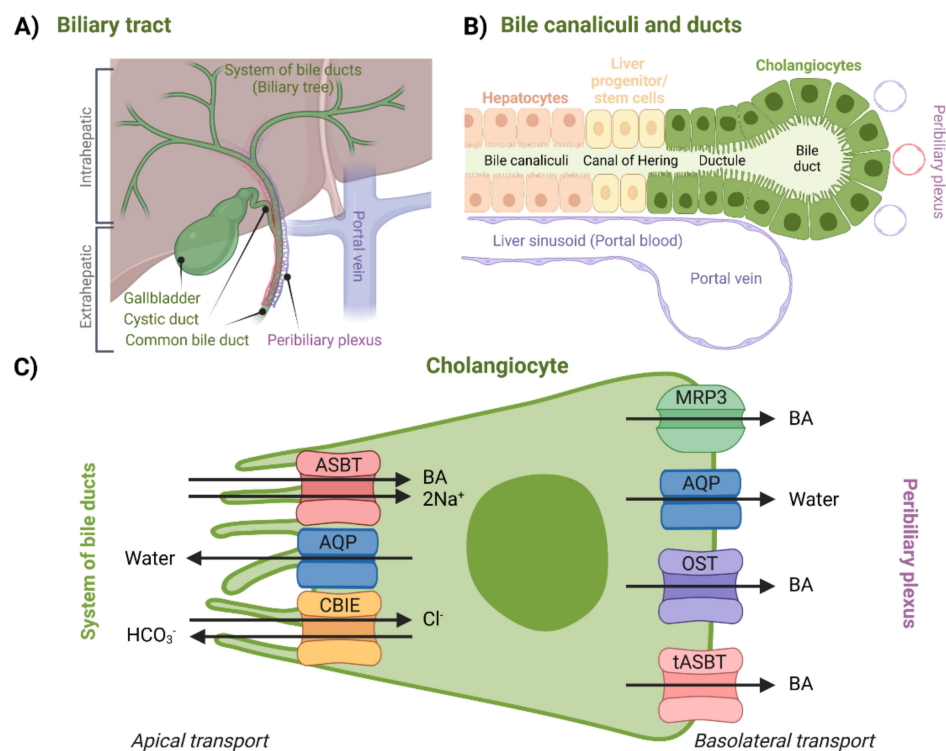 A) Biliary tract
System of bile ducts
(Biliary tree)
Intrahepatic
Extrahepatic
Portal vein
Gallbladder
Cystic duct
Common bile duct
Peribiliary plexus
B) Bile canaliculi and ducts
Liver
progenitor/
stem cells
Cholangiocytes
Hepatocytes
Bile canaliculi
Canal of Hering
Ductule
Bile
duct
Peribiliary plexus
Liver sinusoid (Portal blood)
Portal vein
C)
Cholangiocyte
System of bile ducts
ASBT
BA
2Na⁺
AQP
Water
CBIE
Cl⁻
HCO₃⁻
MRP3
BA
AQP
Water
OST
BA
tASBT
BA
Peribiliary plexus
Apical transport
Basolateral transport